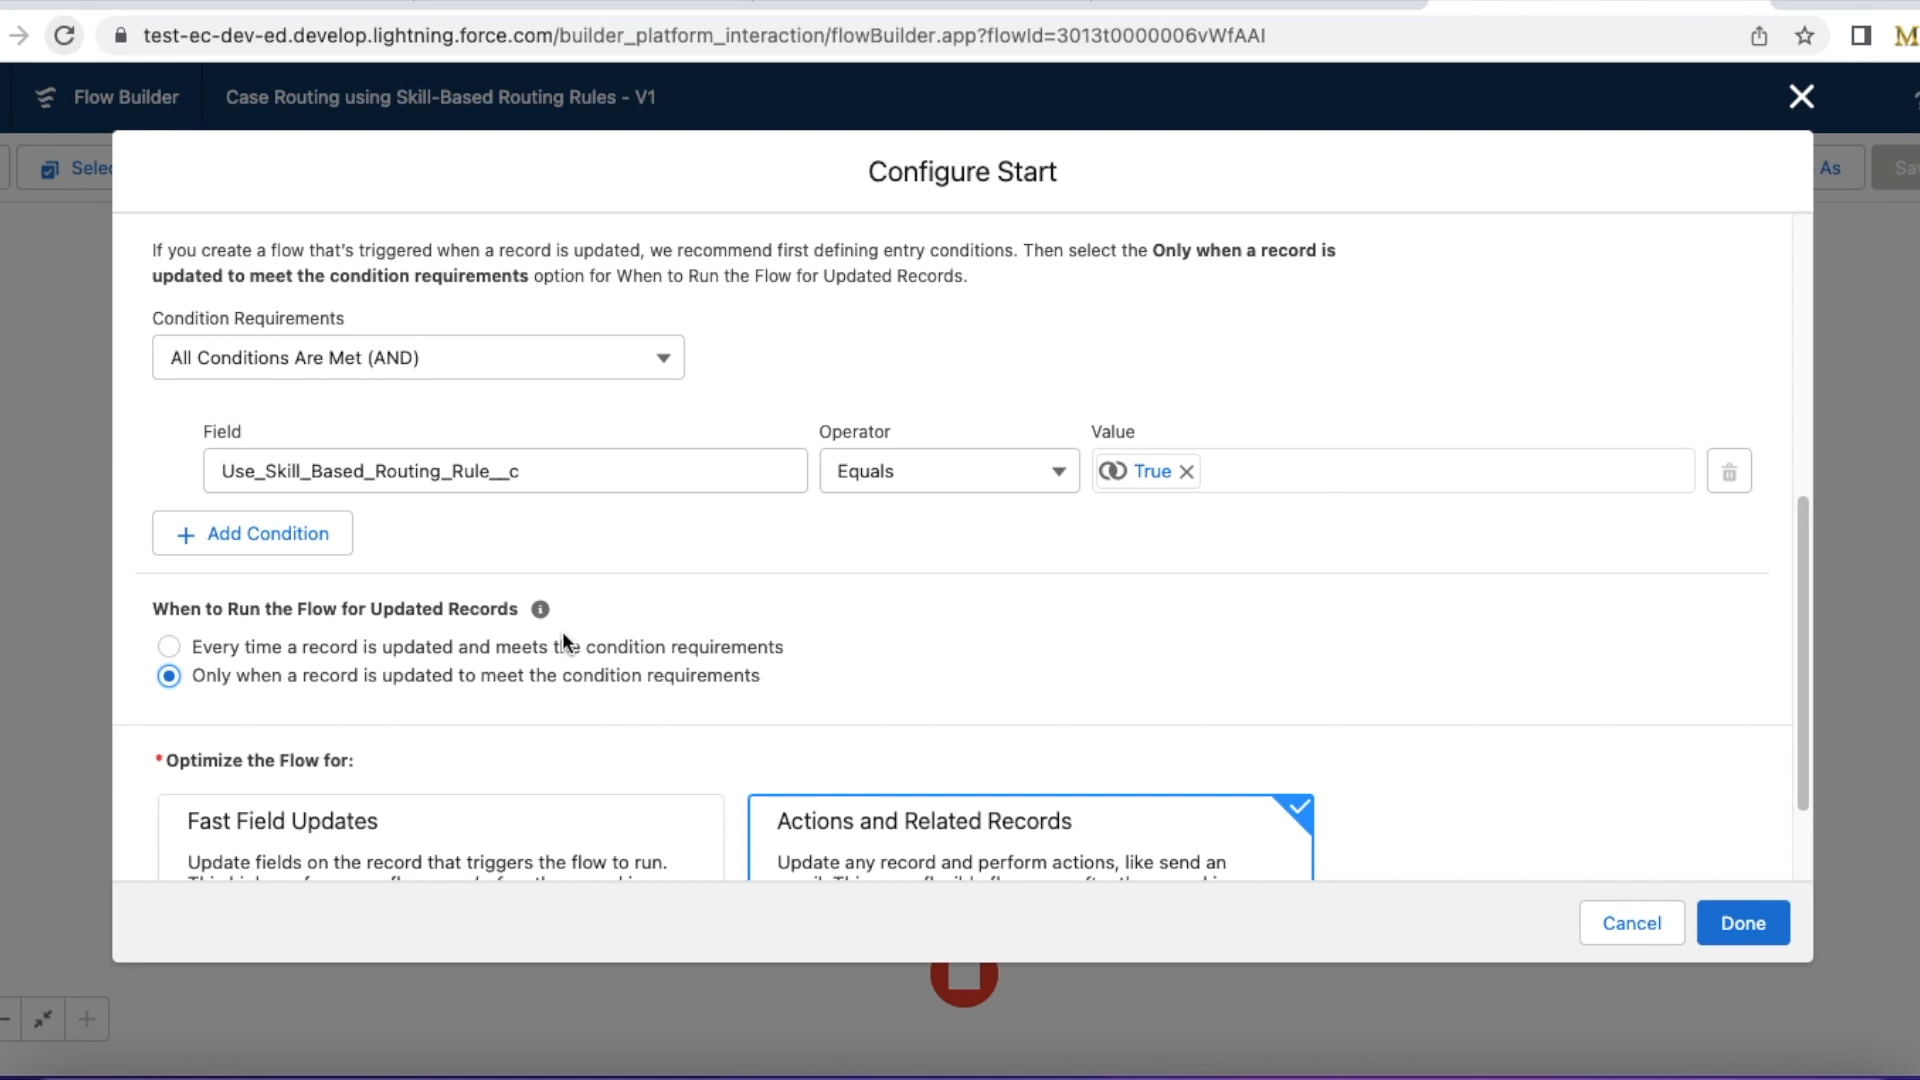 test-ec-dev-ed.develop.lightning.force.com/builder_platform_interaction/flowBuilder.app?flowId=3013t0000006vWfAAI
Flow Builder
Case Routing using Skill-Based Routing Rules - V1
Configure Start
As
If you create a flow that's triggered when a record is updated, we recommend first defining entry conditions. Then select the Only when a record is
updated to meet the condition requirements option for When to Run the Flow for Updated Records.
Condition Requirements
All Conditions Are Met (AND)
Field Operator Value
Use_Skill_Based_Routing_Rule__c Equals True
+ Add Condition
When to Run the Flow for Updated Records
Every time a record is updated and meets the condition requirements
Only when a record is updated to meet the condition requirements
* Optimize the Flow for:
Fast Field Updates
Update fields on the record that triggers the flow to run.
Actions and Related Records
Update any record and perform actions, like send an
Cancel Done